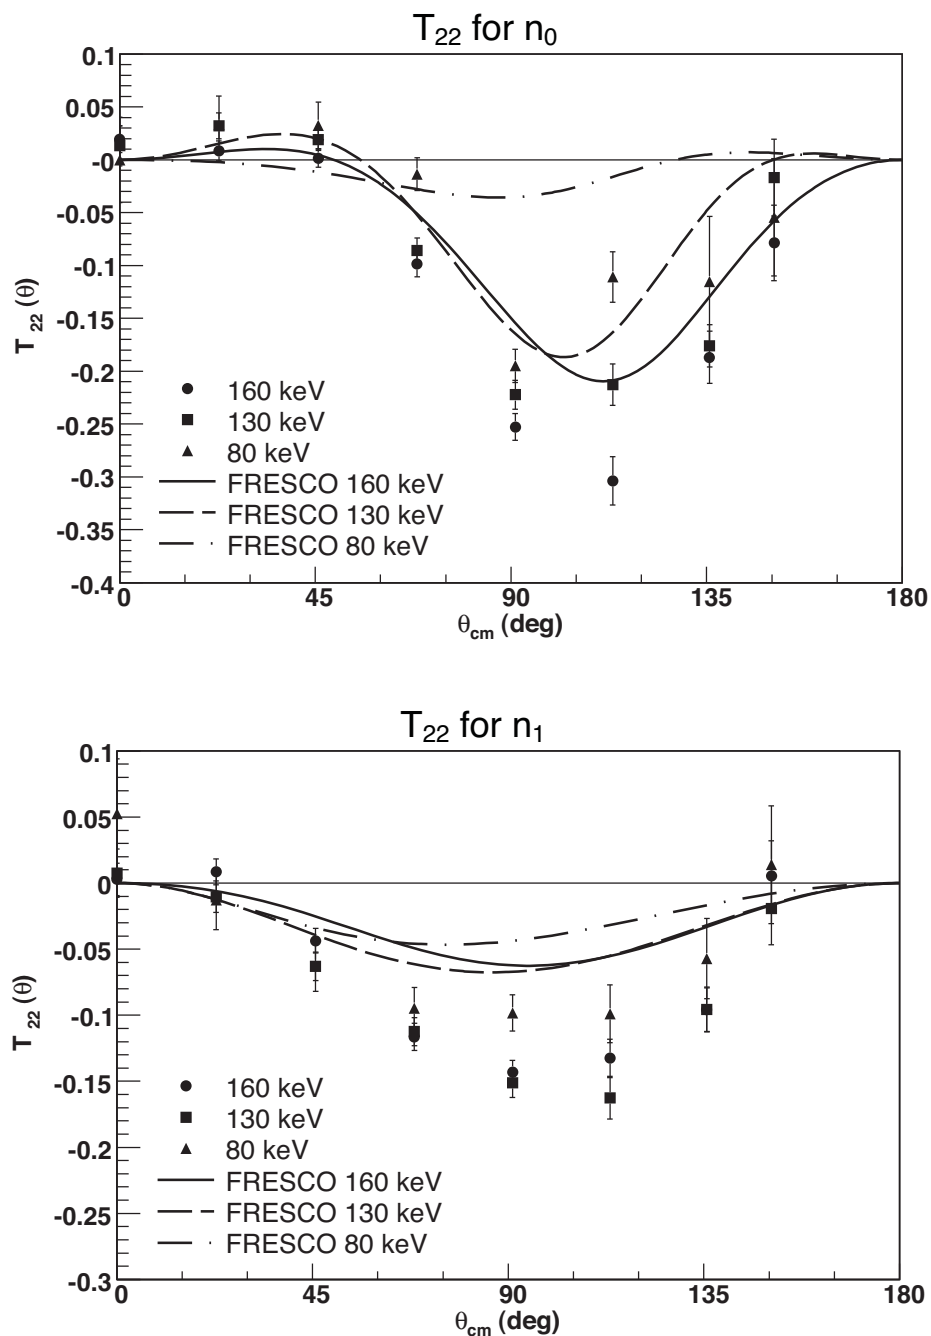 T22 for n0
0.1
0.05
-0
-0.05
-0.1
-0.15
-0.2
-0.25
-0.3
-0.35
-0.4
T22 (θ)
160 keV
130 keV
80 keV
FRESCO 160 keV
FRESCO 130 keV
FRESCO 80 keV
0 45 90 135 180
θcm (deg)
T22 for n1
0.1
0.05
0
-0.05
-0.1
-0.15
-0.2
-0.25
-0.3
T22 (θ)
160 keV
130 keV
80 keV
FRESCO 160 keV
FRESCO 130 keV
FRESCO 80 keV
0 45 90 135 180
θcm (deg)